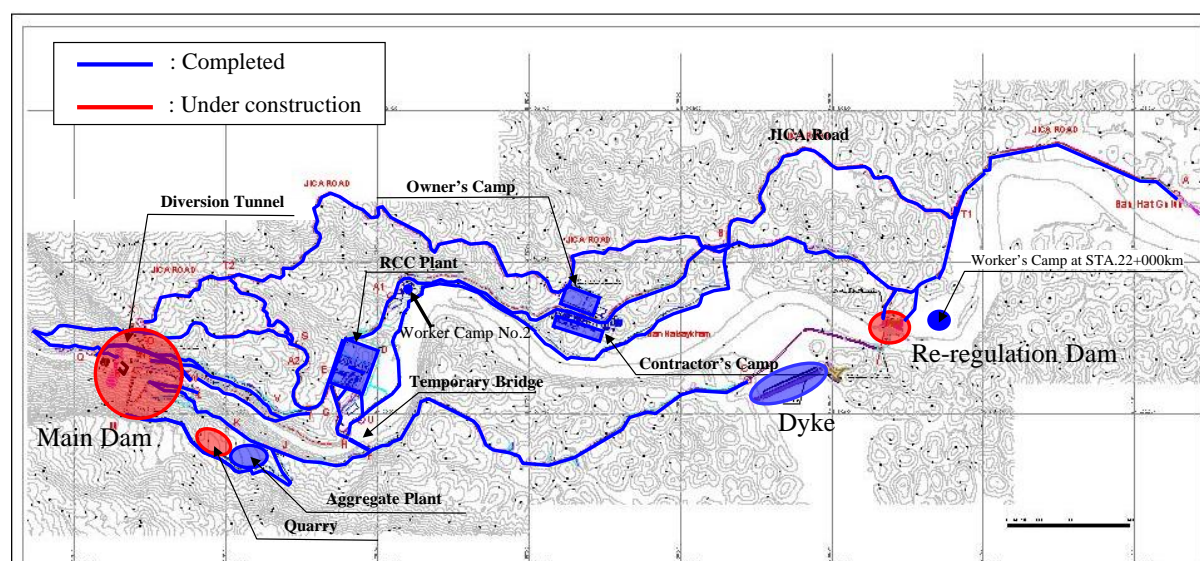 : Completed
: Under construction
JICA Road
JICA ROAD
JICA ROAD
Owner's Camp
Diversion Tunnel
JICA ROAD
JICA ROAD
T1
B
RCC Plant
T2
JICA ROAD
Worker's Camp at STA.22+000km
A1
Worker Camp No.2
Re-regulation Dam
Contractor's Camp
A2
D
E
Q
Temporary Bridge
Dyke
Main Dam
G
V
U
K
J
H
Aggregate Plant
Quarry